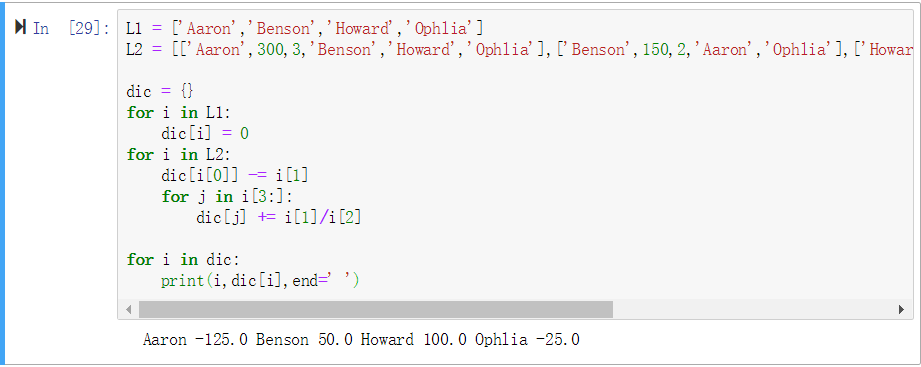 In [29]: L1 = ['Aaron','Benson','Howard','Ophlia']
L2 = [['Aaron',300,3,'Benson','Howard','Ophlia'],['Benson',150,2,'Aaron','Ophlia'],['Howar
dic = {}
for i in L1:
    dic[i] = 0
for i in L2:
    dic[i[0]] -= i[1]
    for j in i[3:]:
        dic[j] += i[1]/i[2]
for i in dic:
    print(i,dic[i],end=' ')
Aaron -125.0 Benson 50.0 Howard 100.0 Ophlia -25.0